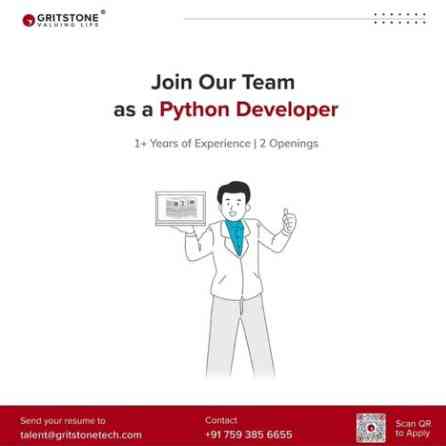 GRITSTONE®
VALUING LIFE
Join Our Team
as a Python Developer
1+ Years of Experience | 2 Openings
Send your resume to
talent@gritstonetech.com
Contact
+91 759 385 6655
Scan QR
to Apply